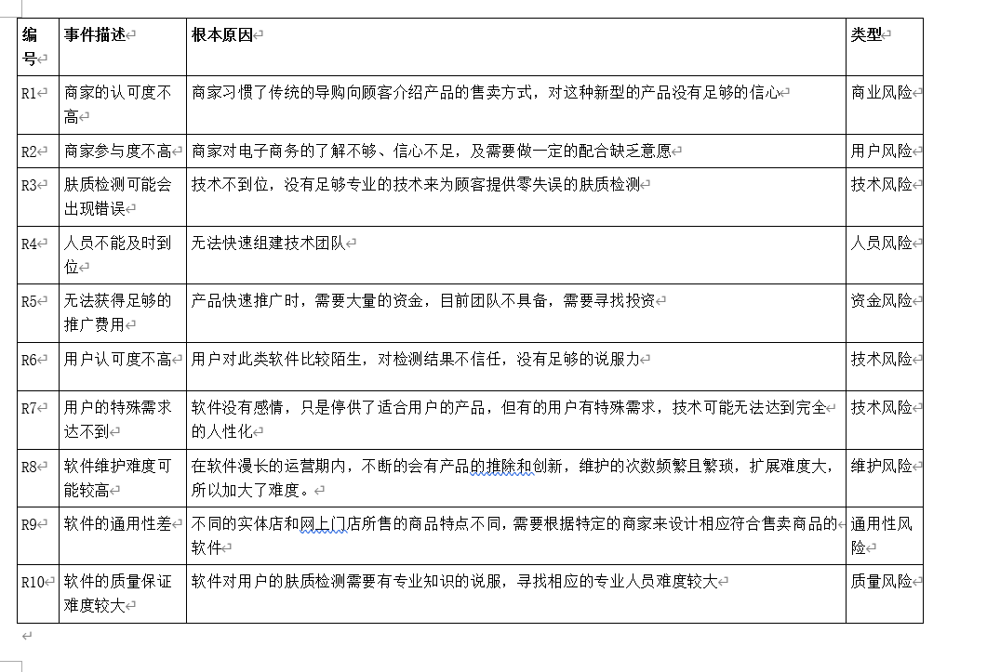 编
号
事件描述
根本原因
类型
R1
商家的认可度不
高
商家习惯了传统的导购向顾客介绍产品的售卖方式，对这种新型的产品没有足够的信心
商业风险
R2
商家参与度不高
商家对电子商务的了解不够、信心不足，及需要做一定的配合缺乏意愿
用户风险
R3
肤质检测可能会
出现错误
技术不到位，没有足够专业的技术来为顾客提供零失误的肤质检测
技术风险
R4
人员不能及时到
位
无法快速组建技术团队
人员风险
R5
无法获得足够的
推广费用
产品快速推广时，需要大量的资金，目前团队不具备，需要寻找投资
资金风险
R6
用户认可度不高
用户对此类软件比较陌生，对检测结果不信任，没有足够的说服力
技术风险
R7
用户的特殊需求
达不到
软件没有感情，只是停供了适合用户的产品，但有的用户有特殊需求，技术可能无法达到完全
的人性化
技术风险
R8
软件维护难度可
能较高
在软件漫长的运营期内，不断的会有产品的推除和创新，维护的次数频繁且繁琐，扩展难度大，
所以加大了难度。
维护风险
R9
软件的通用性差
不同的实体店和网上门店所售的商品特点不同，需要根据特定的商家来设计相应符合售卖商品的
软件
通用性风
险
R10
软件的质量保证
难度较大
软件对用户的肤质检测需要有专业知识的说服，寻找相应的专业人员难度较大
质量风险